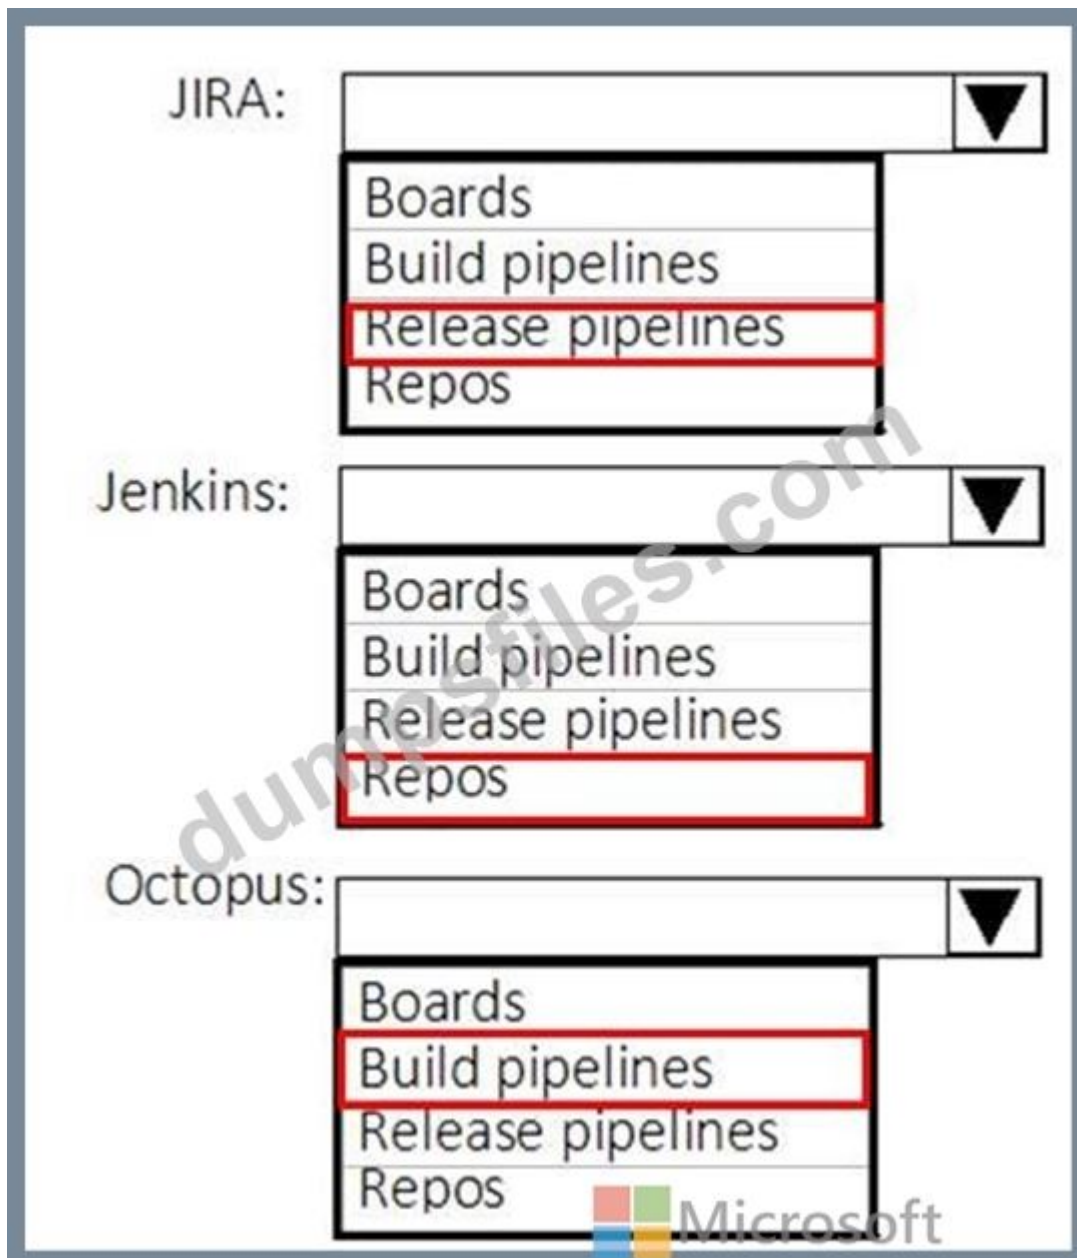 JIRA:
Boards
Build pipelines
Release pipelines
Repos
Jenkins:
Boards
Build pipelines
Release pipelines
Repos
dumpsfiles.com
Octopus:
Boards
Build pipelines
Release pipelines
Repos
Microsoft